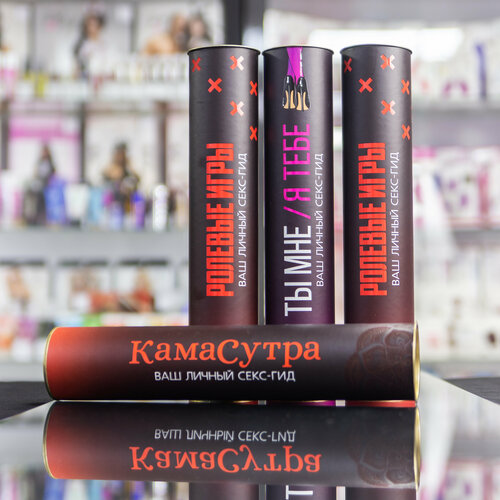 РОЛЕВЫЕ ИГРЫ
ВАШ ЛИЧНЫЙ СЕКС-ГИД
ТЫ МНЕ / Я ТЕБЕ
ВАШ ЛИЧНЫЙ СЕКС-ГИД
РОЛЕВЫЕ ИГРЫ
ВАШ ЛИЧНЫЙ СЕКС-ГИД
КамаСутра
ВАШ ЛИЧНЫЙ СЕКС-ГИД